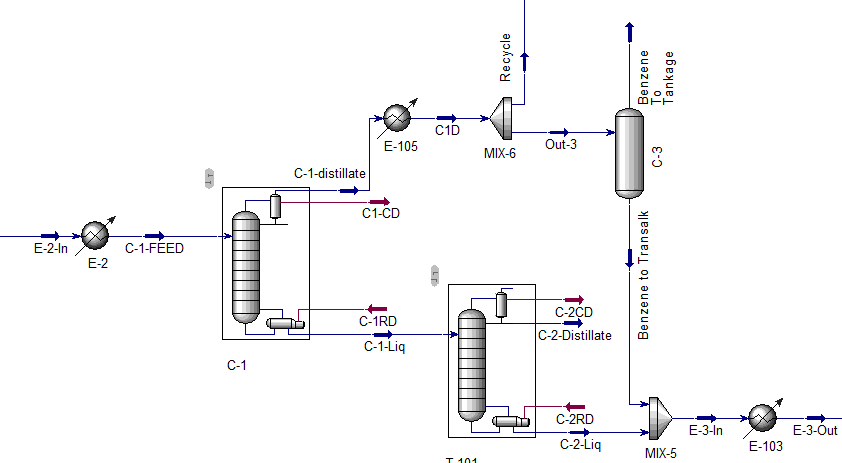 Recycle
Benzene
To
Tankage
C-3
E-105
C1D
MIX-6
Out-3
C-1-distillate
C1-CD
E-2-In
E-2
C-1-FEED
C-1RD
C-1-Liq
C-1
Benzene to Transalk
C-2CD
C-2-Distillate
C-2RD
C-2-Liq
T-101
MIX-5
E-3-In
E-103
E-3-Out